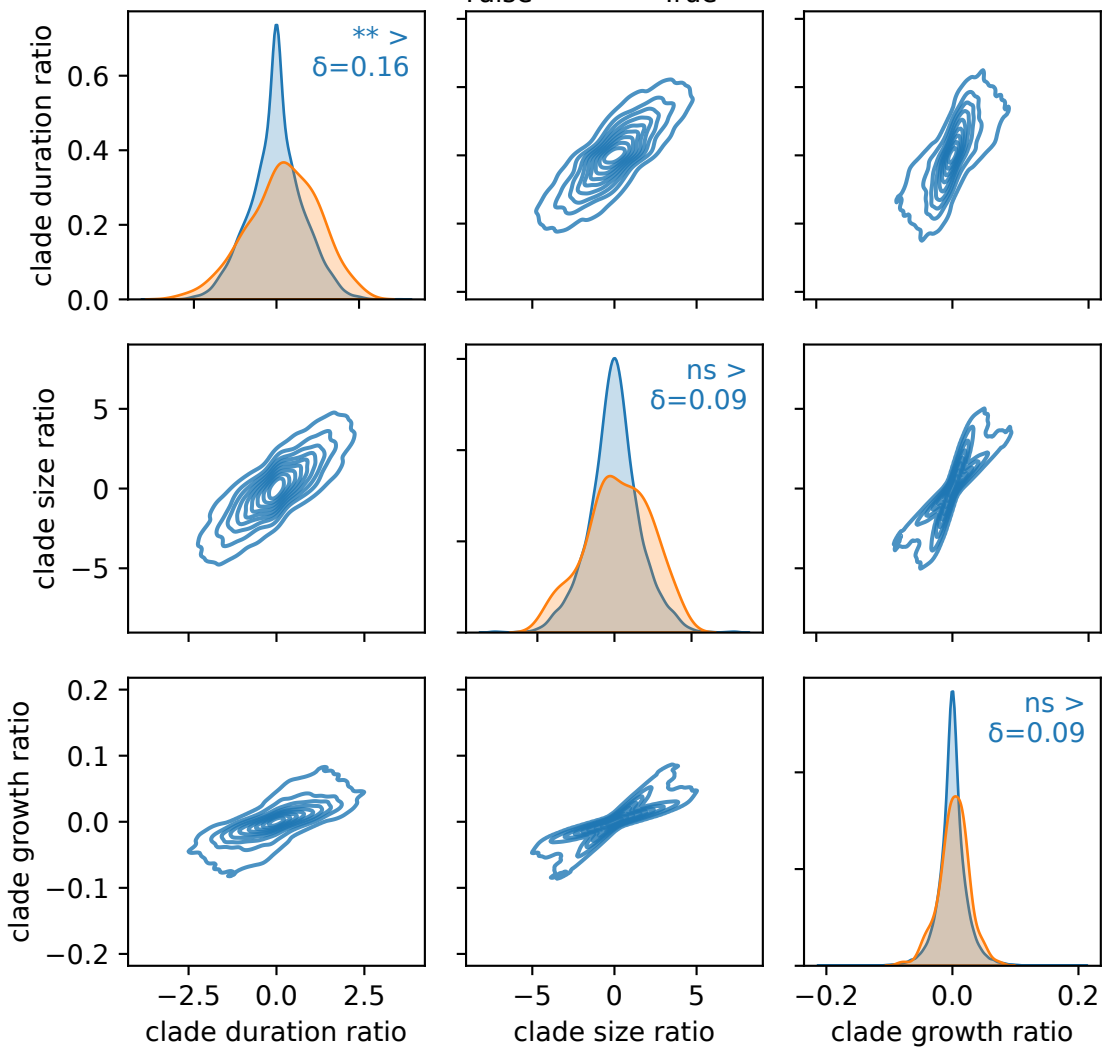 clade duration ratio
0.6
0.4
0.2
0.0
** >
δ=0.16
clade size ratio
5
0
−5
ns >
δ=0.09
clade growth ratio
0.2
0.1
0.0
−0.1
−0.2
ns >
δ=0.09
−2.5 0.0 2.5
clade duration ratio
−5 0 5
clade size ratio
−0.2 0.0 0.2
clade growth ratio